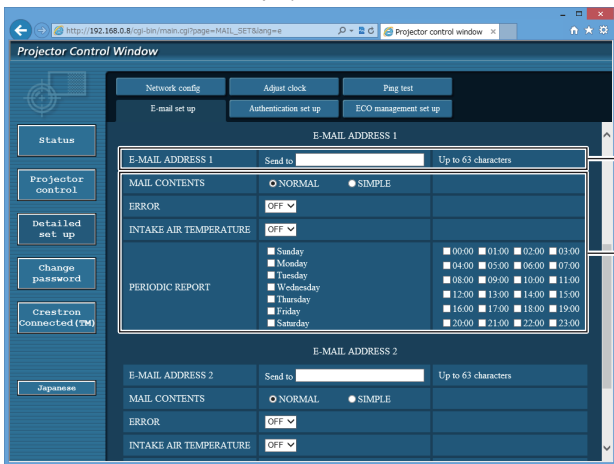 http://192.168.0.8/cgi-bin/main.cgi?page=MAIL_SET&lang=e
Projector control window
Projector Control Window
Network config Adjust clock Ping test
E-mail set up Authentication set up ECO management set up
Status
Projector control
Detailed set up
Change password
Crestron Connected(TM)
Japanese
E-MAIL ADDRESS 1
E-MAIL ADDRESS 1 Send to Up to 63 characters
MAIL CONTENTS NORMAL SIMPLE
ERROR OFF
INTAKE AIR TEMPERATURE OFF
PERIODIC REPORT
Sunday
Monday
Tuesday
Wednesday
Thursday
Friday
Saturday
00:00 01:00 02:00 03:00
04:00 05:00 06:00 07:00
08:00 09:00 10:00 11:00
12:00 13:00 14:00 15:00
16:00 17:00 18:00 19:00
20:00 21:00 22:00 23:00
E-MAIL ADDRESS 2
E-MAIL ADDRESS 2 Send to Up to 63 characters
MAIL CONTENTS NORMAL SIMPLE
ERROR OFF
INTAKE AIR TEMPERATURE OFF